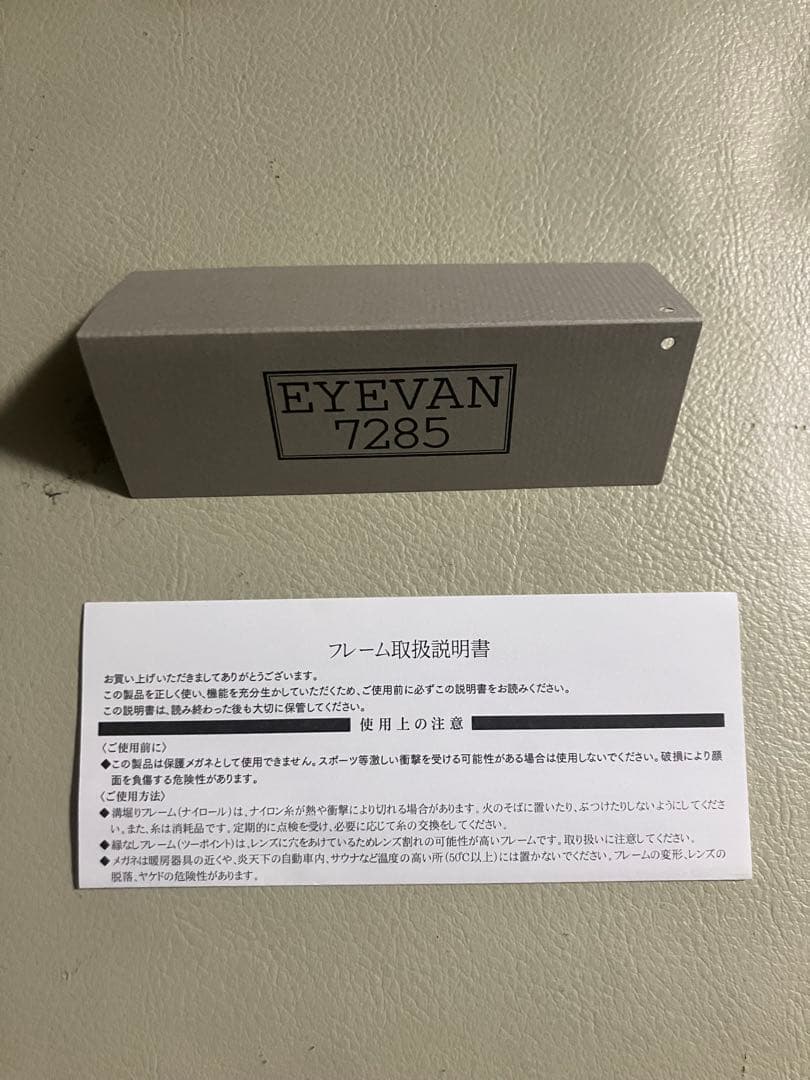 EYEVAN
7285
フレーム取扱説明書
お買い上げいただきましてありがとうございます。
この製品を正しく使い、機能を充分生かしていただくため、ご使用前に必ずこの説明書をお読みください。
この説明書は、読み終わった後も大切に保管してください。
使用上の注意
〈ご使用前に〉
◆この製品は保護メガネとして使用できません。スポーツ等激しい衝撃を受ける可能性がある場合は使用しないでください。破損により顔
面を負傷する危険性があります。
〈ご使用方法〉
◆溝堀りフレーム(ナイロール)は、ナイロン糸が熱や衝撃により切れる場合があります。火のそばに置いたり、ぶつけたりしないようにしてくださ
い。また、糸は消耗品です。定期的に点検を受け、必要に応じて糸の交換をしてください。
◆縁なしフレーム(ツーポイント)は、レンズに穴をあけているためレンズ割れの可能性が高いフレームです。取り扱いに注意してください。
◆メガネは暖房器具の近くや、炎天下の自動車内、サウナなど温度の高い所(50℃以上)には置かないでください。フレームの変形、レンズの
脱落、ヤケドの危険性があります。